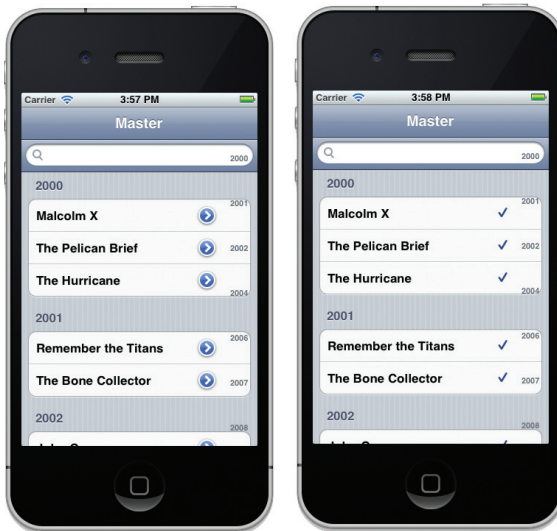 Carrier 3:57 PM
Master
2000
2000
2001
Malcolm X
The Pelican Brief 2002
The Hurricane
2004
2001
2006
Remember the Titans
The Bone Collector 2007
2002
2008
Carrier 3:58 PM
Master
2000
2000
2001
Malcolm X
The Pelican Brief 2002
The Hurricane
2004
2001
2006
Remember the Titans
The Bone Collector 2007
2002
2008